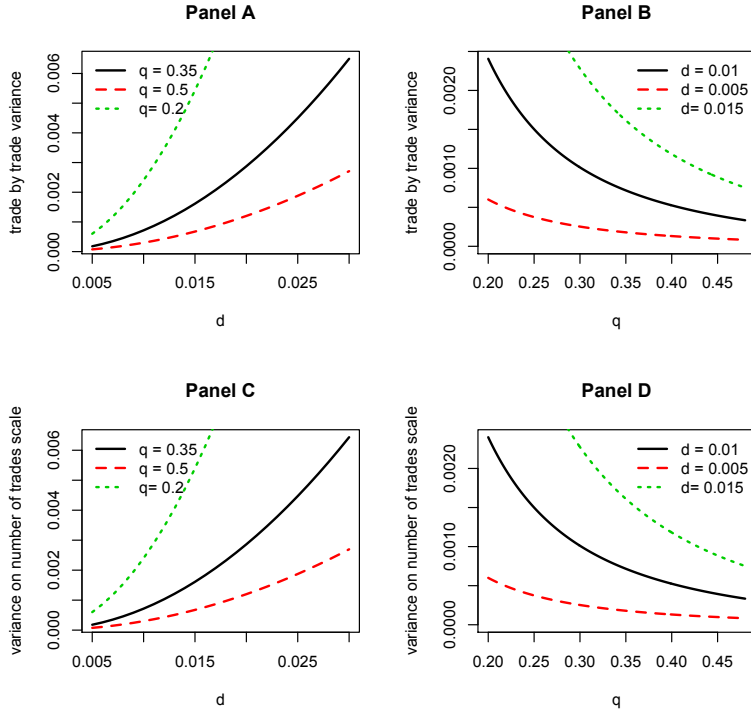 Panel A
trade by trade variance
0.000 0.002 0.004 0.006
q = 0.35
q = 0.5
q= 0.2
0.005 0.015 0.025
d
Panel B
trade by trade variance
0.0000 0.0010 0.0020
d = 0.01
d = 0.005
d= 0.015
0.20 0.25 0.30 0.35 0.40 0.45
q
Panel C
variance on number of trades scale
0.000 0.002 0.004 0.006
q = 0.35
q = 0.5
q= 0.2
0.005 0.015 0.025
d
Panel D
variance on number of trades scale
0.0000 0.0010 0.0020
d = 0.01
d = 0.005
d= 0.015
0.20 0.25 0.30 0.35 0.40 0.45
q